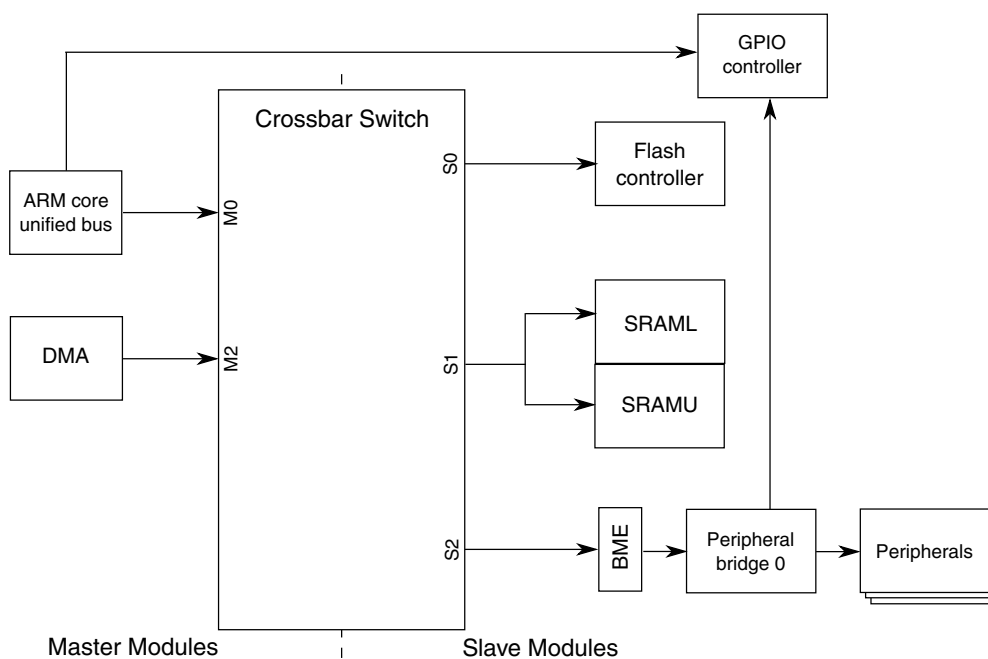 GPIO
controller
Crossbar Switch
S0
Flash
controller
ARM core
unified bus
M0
SRAML
DMA
M2
S1
SRAMU
S2
BME
Peripheral
bridge 0
Peripherals
Master Modules
Slave Modules